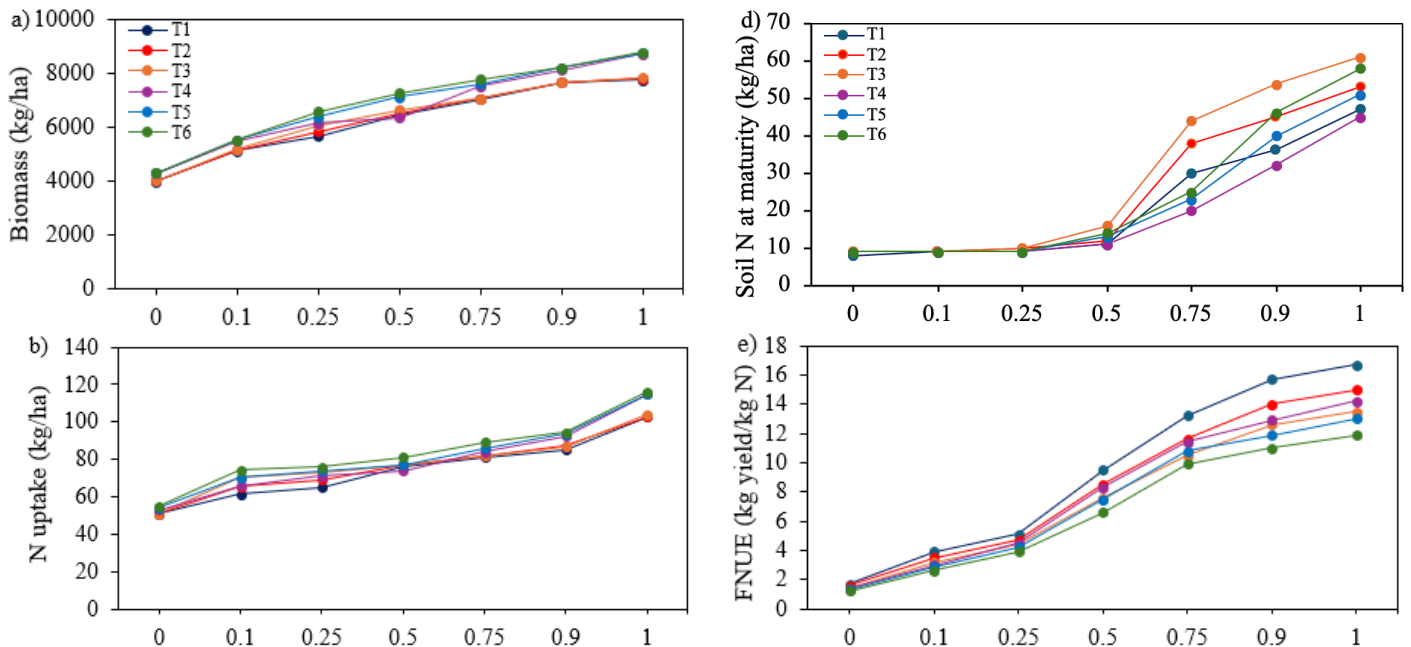 a)
Biomass (kg/ha)
10000
8000
6000
4000
2000
0
T1
T2
T3
T4
T5
T6
0 0.1 0.25 0.5 0.75 0.9 1
d)
Soil N at maturity (kg/ha)
70
60
50
40
30
20
10
0
T1
T2
T3
T4
T5
T6
0 0.1 0.25 0.5 0.75 0.9 1
b)
N uptake (kg/ha)
140
120
100
80
60
40
20
0
0 0.1 0.25 0.5 0.75 0.9 1
e)
FNUE (kg yield/kg N)
18
16
14
12
10
8
6
4
2
0
0 0.1 0.25 0.5 0.75 0.9 1